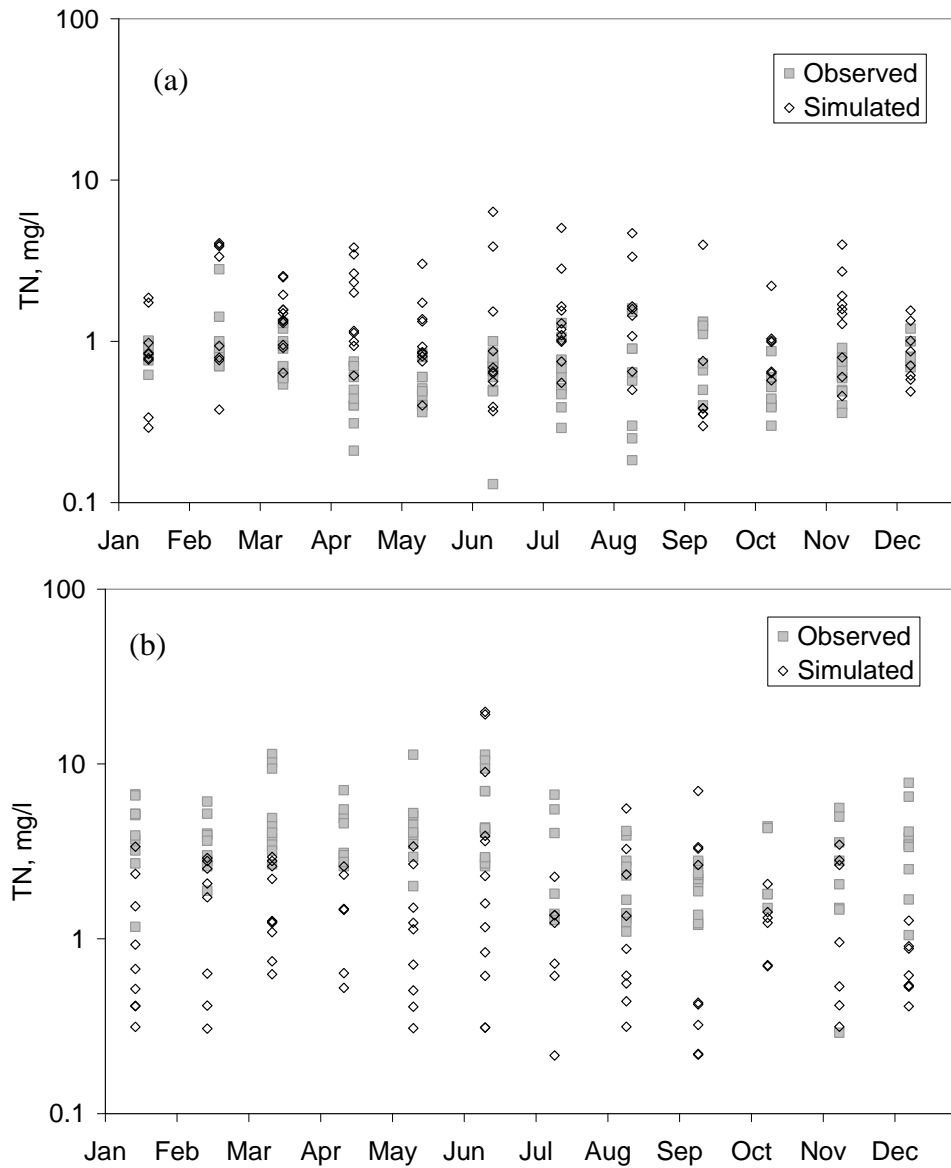 100
(a)
Observed
Simulated
10
TN, mg/l
1
0.1
Jan Feb Mar Apr May Jun Jul Aug Sep Oct Nov Dec
100
(b)
Observed
Simulated
10
TN, mg/l
1
0.1
Jan Feb Mar Apr May Jun Jul Aug Sep Oct Nov Dec